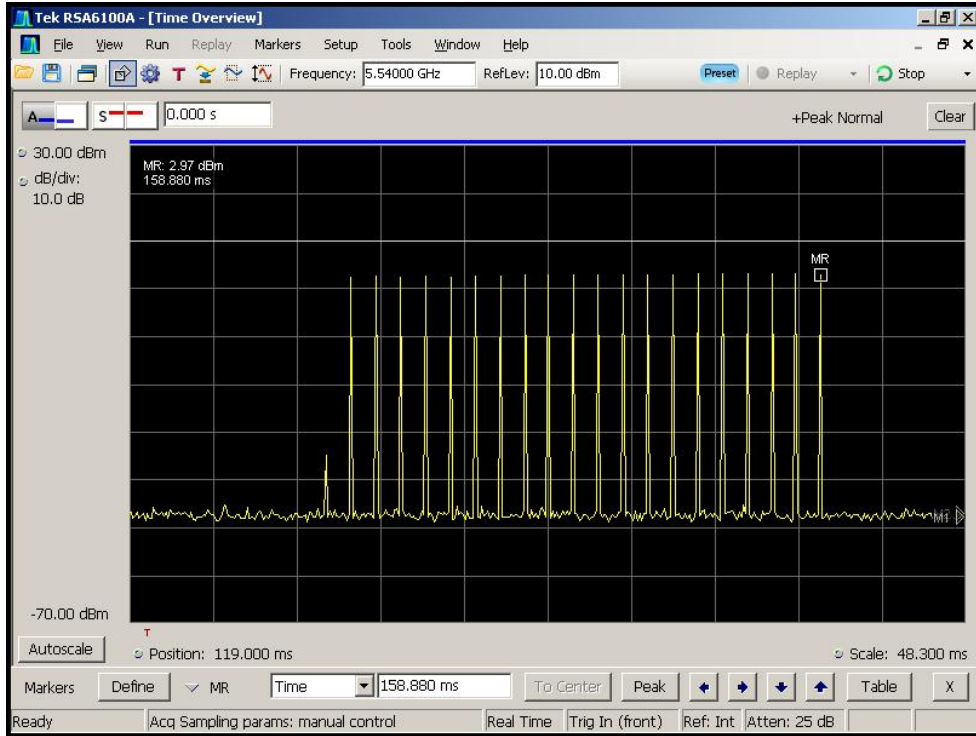 Tek RSA6100A - [Time Overview]
File View Run Replay Markers Setup Tools Window Help
T Frequency: 5.54000 GHz RefLev: 10.00 dBm Preset Replay Stop
A S 0.000 s +Peak Normal Clear
30.00 dBm
dB/div:
10.0 dB
MR: 2.97 dBm
158.880 ms
MR
M1
-70.00 dBm
T
Autoscale Position: 119.000 ms Scale: 48.300 ms
Markers Define MR Time 158.880 ms To Center Peak Table X
Ready Acq Sampling params: manual control Real Time Trig In (front) Ref: Int Atten: 25 dB